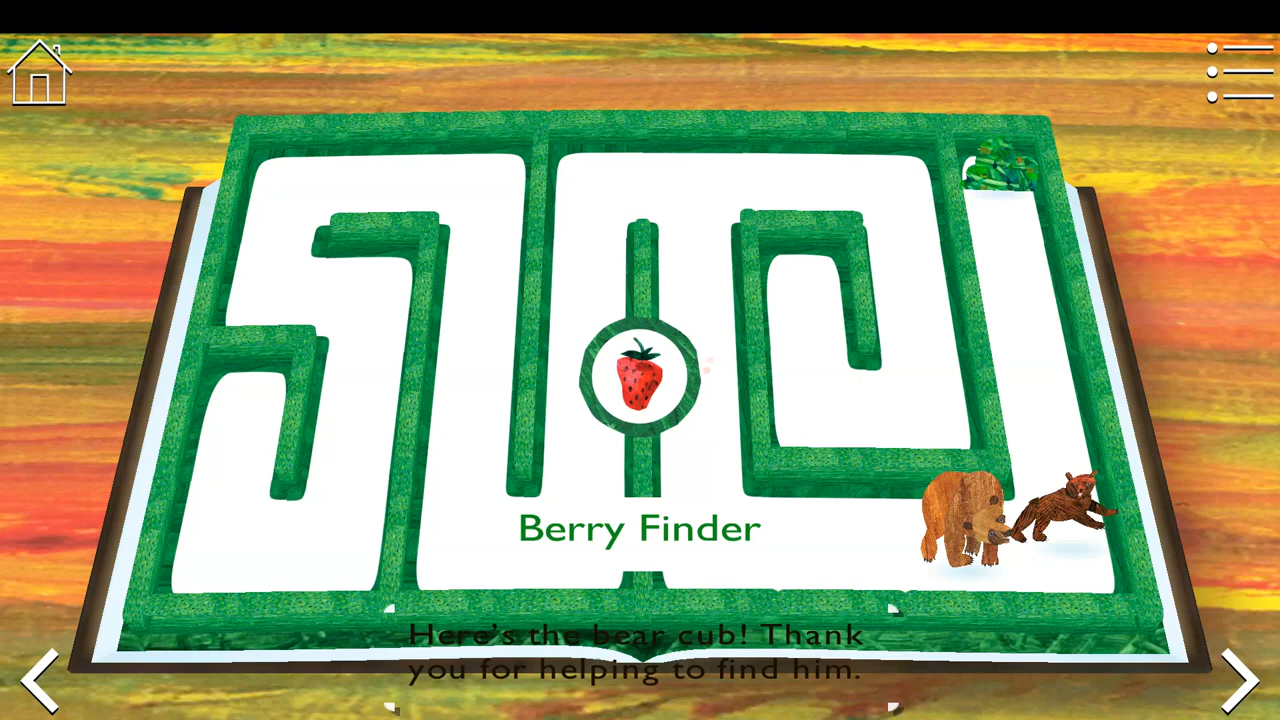 Berry Finder
Here's the bear cub! Thank
you for helping to find him.